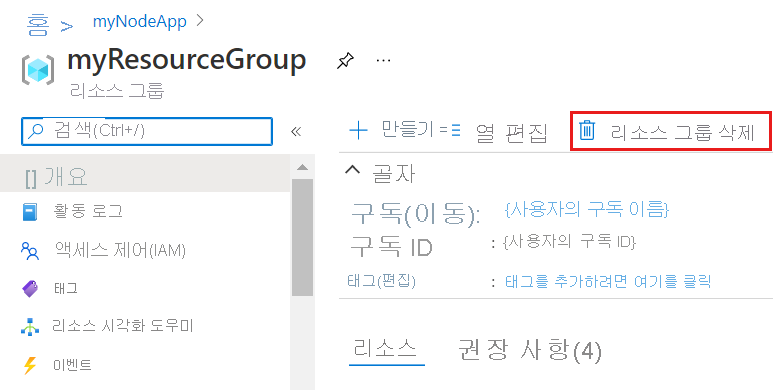 홈 > myNodeApp >
myResourceGroup ...
리소스 그룹
검색(Ctrl+/) «
[] 개요
활동 로그
액세스 제어(IAM)
태그
리소스 시각화 도우미
이벤트
+ 만들기 열 편집 리소스 그룹 삭제
골자
구독(이동): {사용자의 구독 이름}
구독 ID : {사용자의 구독 ID}
태그(편집) : 태그를 추가하려면 여기를 클릭
리소스 권장 사항(4)